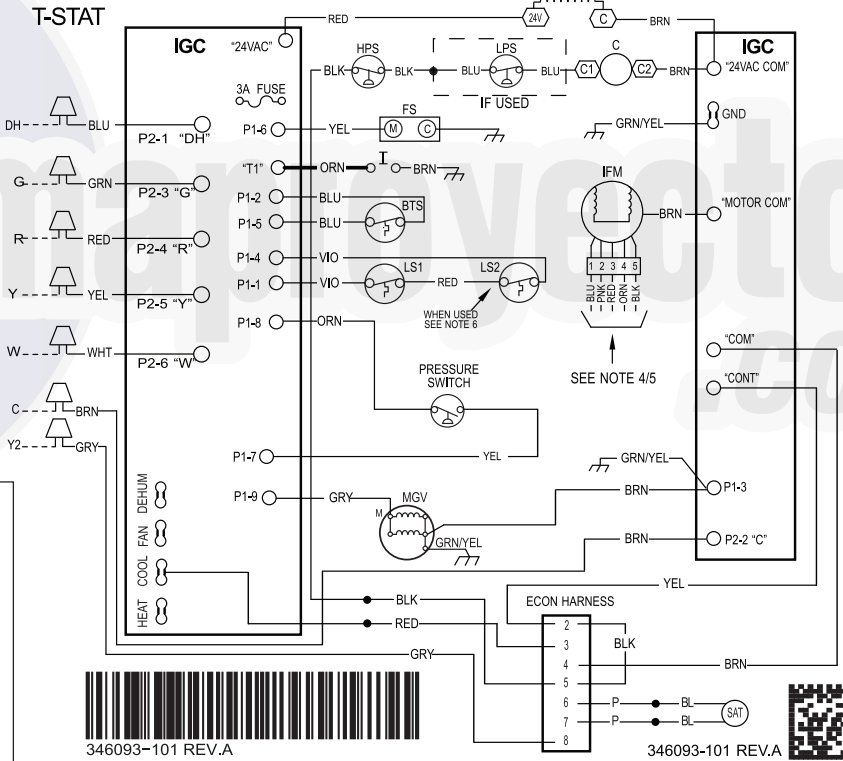 T-STAT
RED
24V
C
BRN
IGC
"24VAC"
HPS
LPS
C
IGC
BLK
BLK
BLU
BLU
C1
C2
BRN
"24VAC COM"
IF USED
3A FUSE
FS
GRN/YEL
GND
DH
BLU
P2-1 "DH"
P1-6
YEL
M
C
"T1"
ORN
BRN
IFM
G
GRN
P2-3 "G"
P1-2
BLU
BTS
BRN
"MOTOR COM"
P1-5
BLU
R
RED
P2-4 "R"
P1-4
VIO
LS1
LS2
1 2 3 4 5
P1-1
VIO
RED
BLU
PNK
RED
ORN
BLK
Y
YEL
P2-5 "Y"
WHEN USED
SEE NOTE 6
P1-8
ORN
"COM"
W
WHT
P2-6 "W"
PRESSURE
SWITCH
SEE NOTE 4/5
"CONT"
C
BRN
Y2
GRY
P1-7
YEL
GRN/YEL
DEHUM
P1-9
GRY
MGV
M
BRN
P1-3
FAN
GRN/YEL
BRN
P2-2 "C"
COOL
YEL
HEAT
BLK
ECON HARNESS
RED
2
3
BLK
GRY
4
BRN
5
6
P
BL
SAT
7
P
BL
8
346093-101 REV.A
346093-101 REV.A
maproyecto
.co